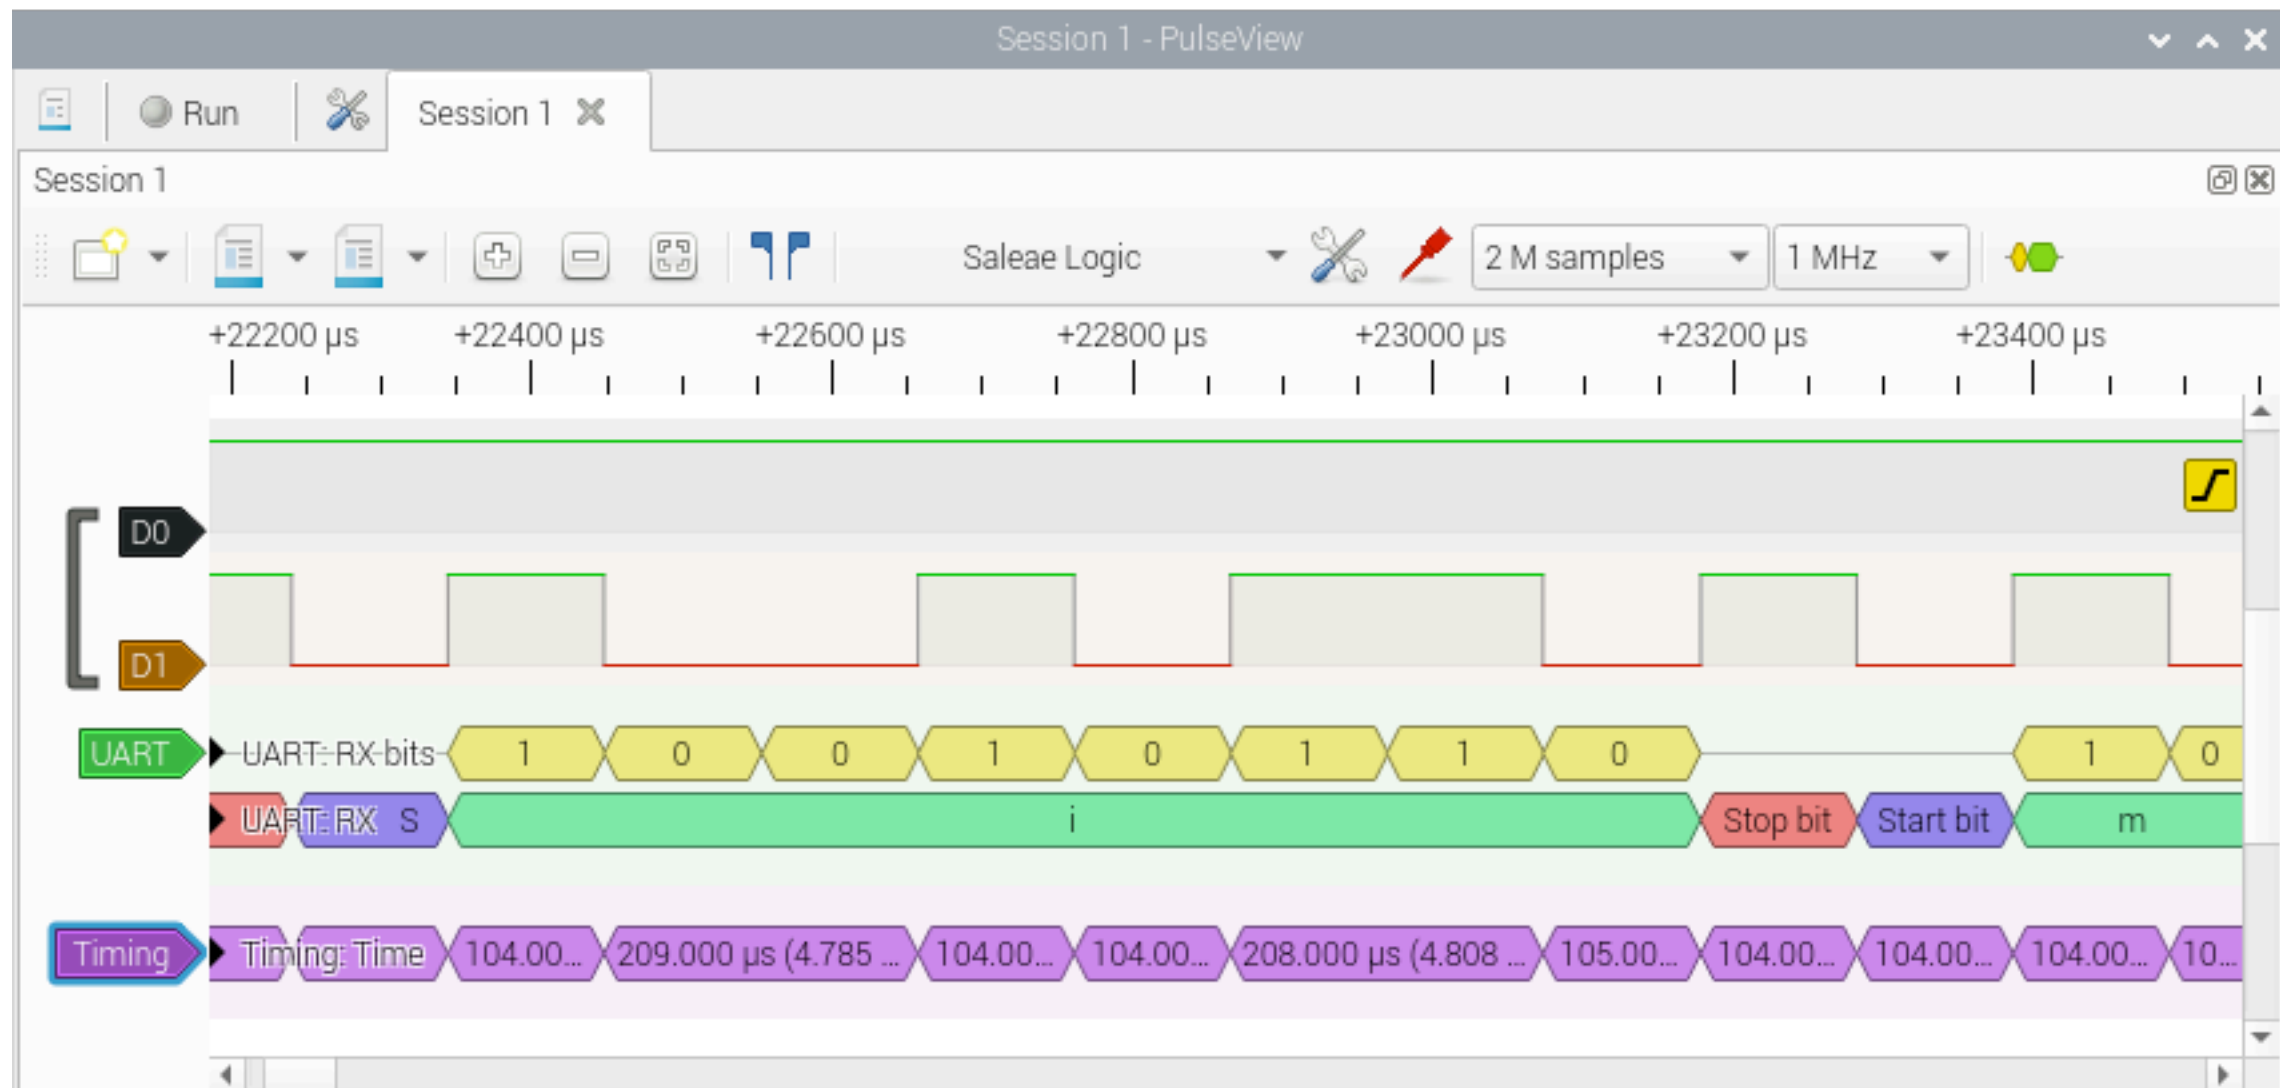 Session 1 - PulseView
Run
Session 1
Session 1
Saleae Logic
2 M samples
1 MHz
+22200 µs +22400 µs +22600 µs +22800 µs +23000 µs +23200 µs +23400 µs
D0
D1
UART UART: RX bits 1 0 0 1 0 1 1 0 1 0
UART: RX S i Stop bit Start bit m
Timing Timing: Time 104.00... 209.000 µs (4.785 ... 104.00... 104.00... 208.000 µs (4.808 ... 105.00... 104.00... 104.00... 104.00... 10...